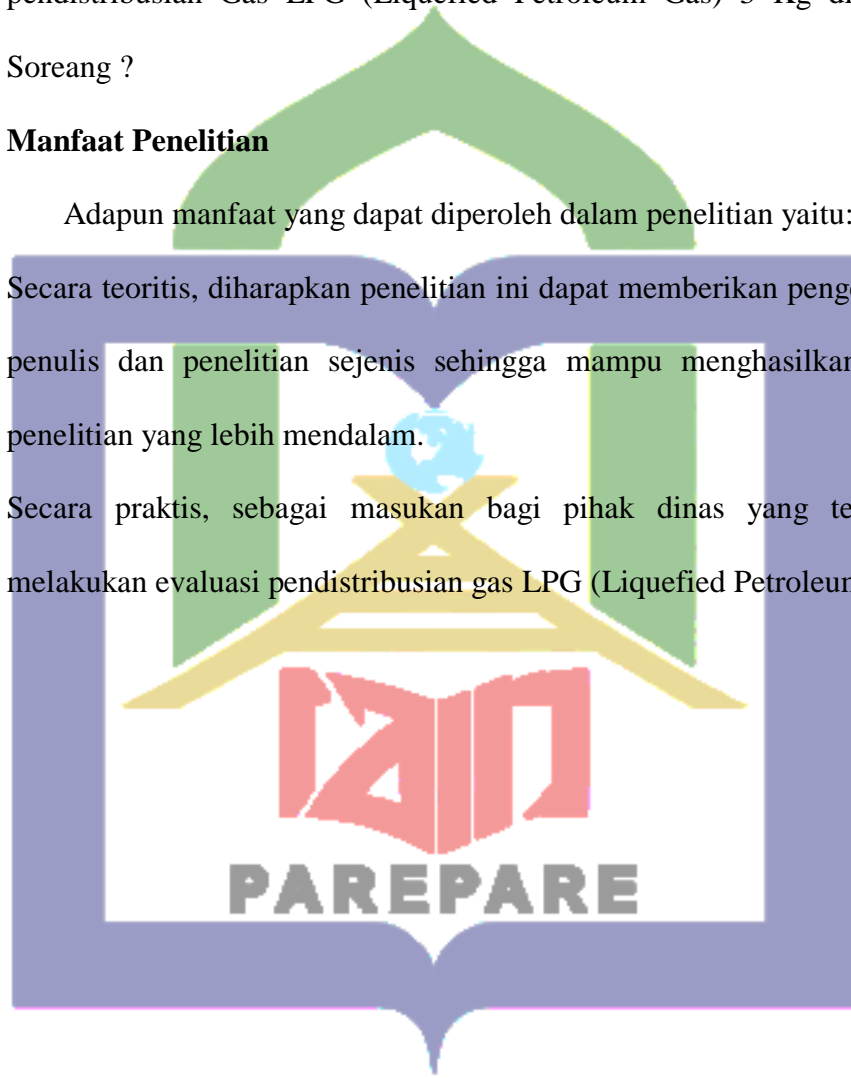 pendistribusian Gas LPG (Liquefied Petroleum Gas) 3 Kg di
Soreang ?
Manfaat Penelitian
Adapun manfaat yang dapat diperoleh dalam penelitian yaitu:
Secara teoritis, diharapkan penelitian ini dapat memberikan
penulis dan penelitian sejenis sehingga mampu menghasilkan
penelitian yang lebih mendalam.
Secara praktis, sebagai masukan bagi pihak dinas yang
melakukan evaluasi pendistribusian gas LPG (Liquefied Petroleum
iain
PAREPARE